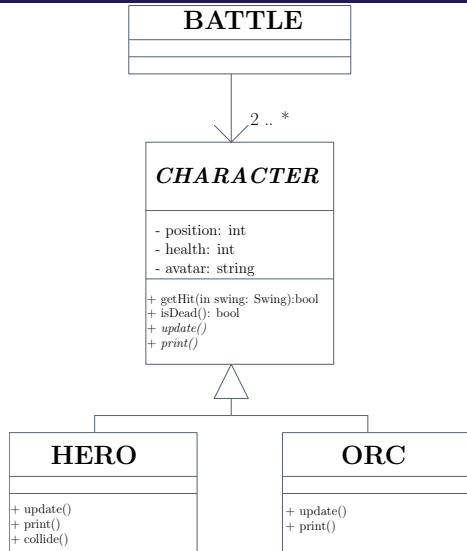 BATTLE
2 .. *
CHARACTER
- position: int
- health: int
- avatar: string
+ getHit(in swing: Swing):bool
+ isDead(): bool
+ update()
+ print()
HERO
+ update()
+ print()
+ collide()
ORC
+ update()
+ print()